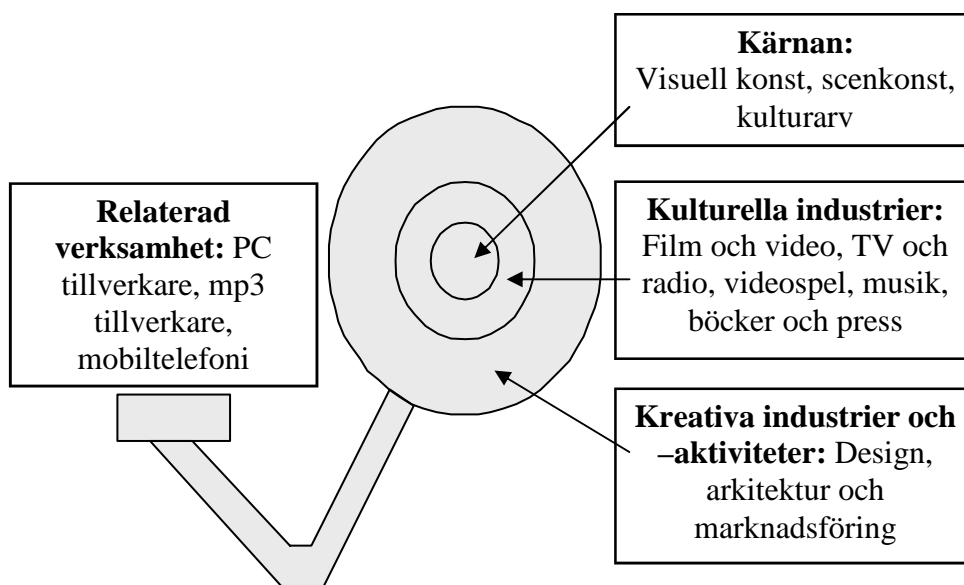 Kärnan:
Visuell konst, scenkonst,
kulturarv
Relaterad
verksamhet: PC
tillverkare, mp3
tillverkare,
mobiltelefoni
Kulturella industrier:
Film och video, TV och
radio, videospel, musik,
böcker och press
Kreativa industrier och
–aktiviteter: Design,
arkitektur och
marknadsföring